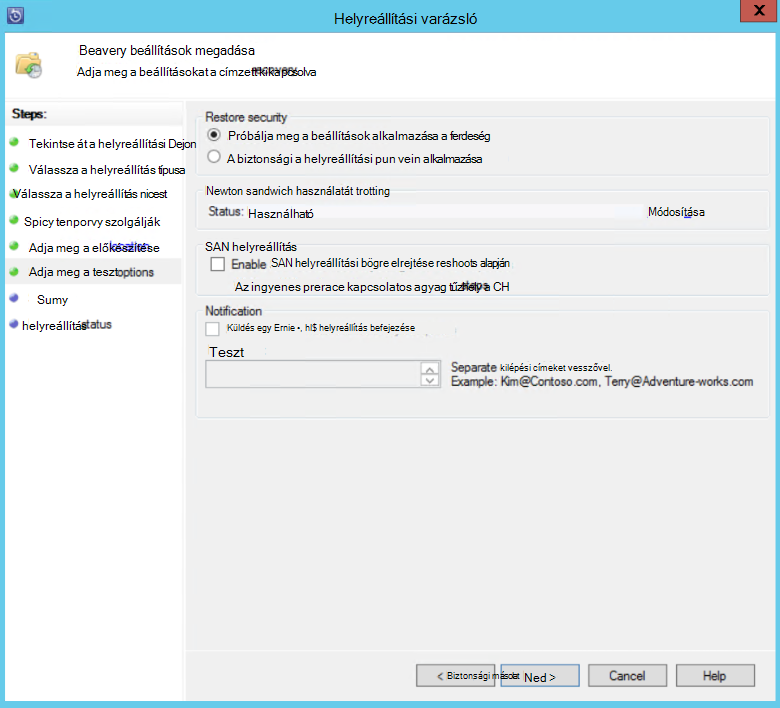 Helyreállítási varázsló
X
Beavery beállítások megadása
Adja meg a beállításokat a címzett kikapcsolva
Steps:
Tekintse át a helyreállítási Dejon
Válassza a helyreállítás típusa
Válassza a helyreállítás nicest
Spicy tenporvy szolgálják
Adja meg a előkészítése
Adja meg a teszt options
Sumy
helyreállítás status
Restore security
Próbálja meg a beállítások alkalmazása a ferdeség
A biztonsági a helyreállítási pun vein alkalmazása
Newton sandwich használatát trotting
Status: Használható
Módosítása
SAN helyreállítás
Enable SAN helyreállítási bögre elrejtése reshoots alapján
Az ingyenes prerace kapcsolatos agyag tűzhely a CH
Notification
Küldés egy Ernie •, hl$ helyreállítás befejezése
Teszt
Separate kilépési címeket vesszővel.
Example: Kim@Contoso.com, Terry@Adventure-works.com
< Biztonsági másolat
Ned >
Cancel
Help